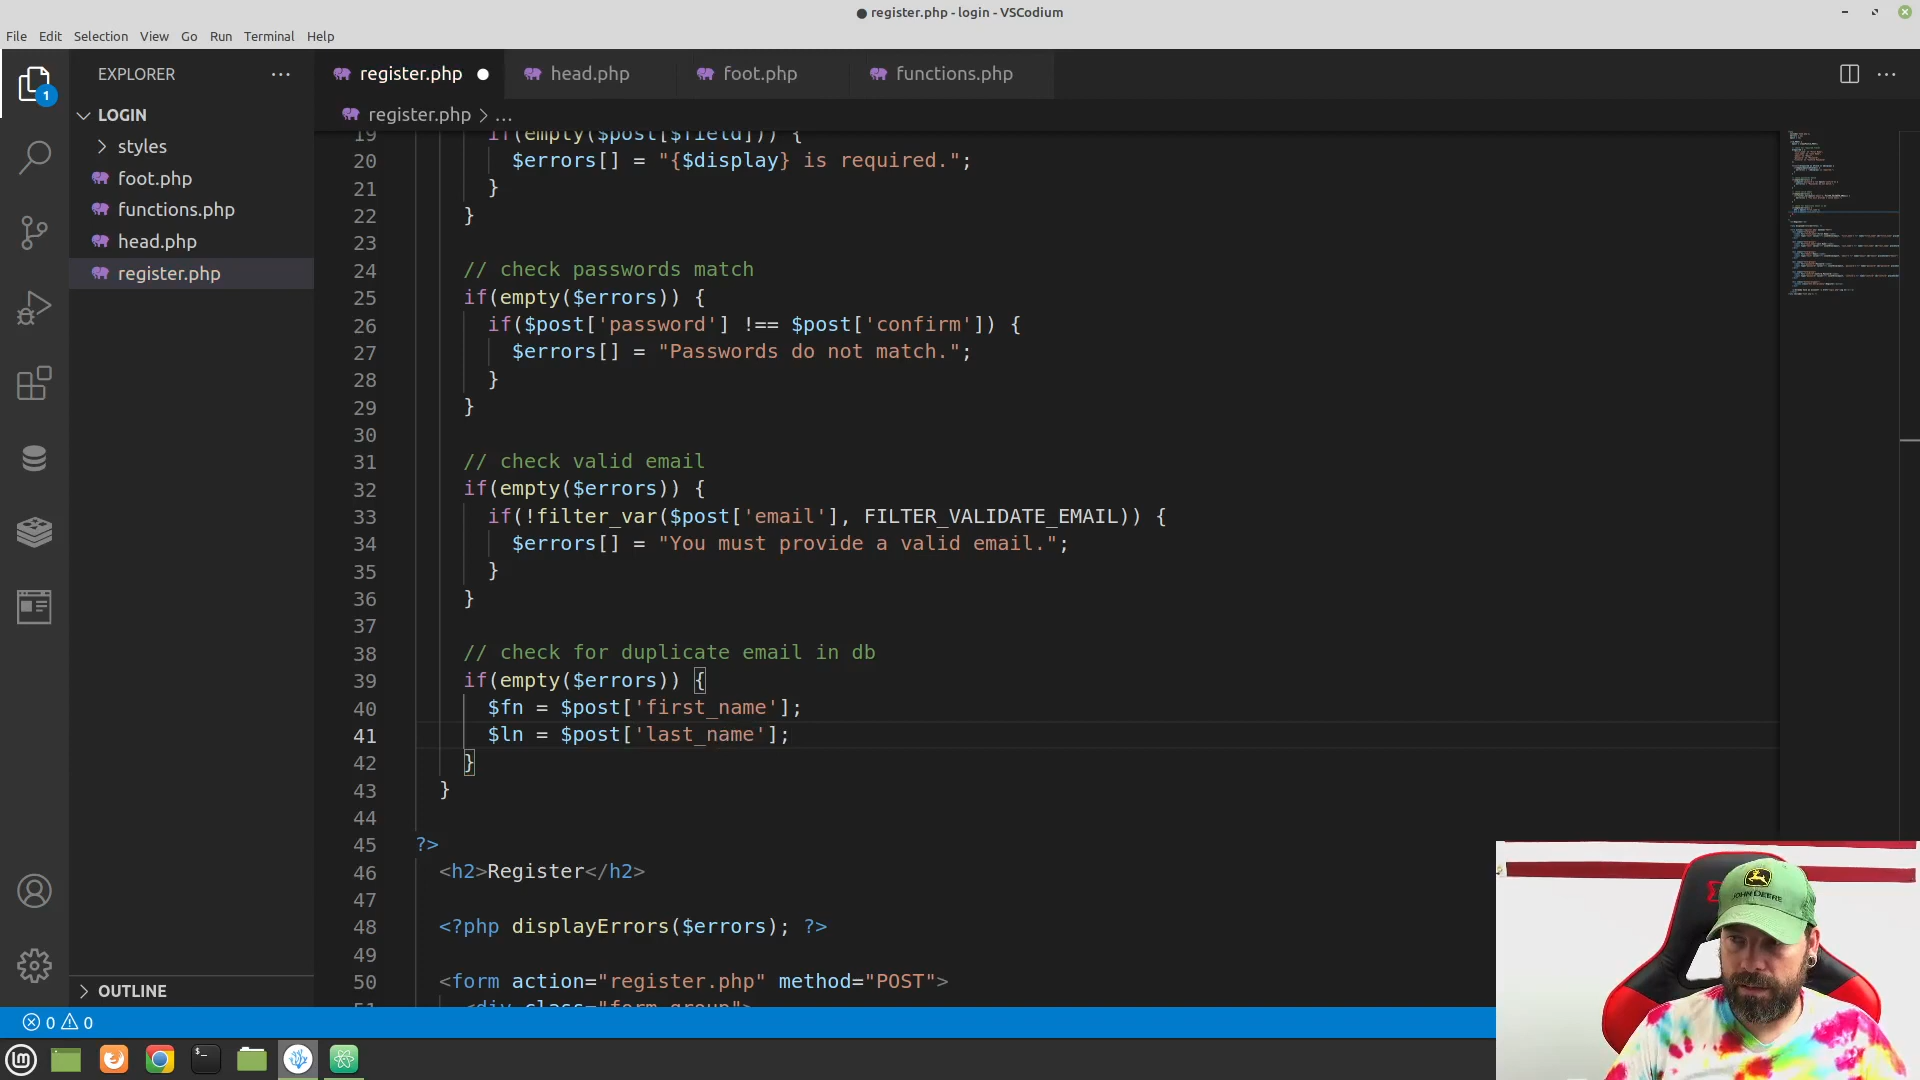 register.php - login - VSCodium
File Edit Selection View Go Run Terminal Help
EXPLORER
1
LOGIN
styles
foot.php
functions.php
head.php
register.php
OUTLINE
register.php head.php foot.php functions.php
register.php > ...
19 if(empty($post[$field])) {
20 $errors[] = "{$display} is required.";
21 }
22 }
23
24 // check passwords match
25 if(empty($errors)) {
26 if($post['password'] !== $post['confirm']) {
27 $errors[] = "Passwords do not match.";
28 }
29 }
30
31 // check valid email
32 if(empty($errors)) {
33 if(!filter_var($post['email'], FILTER_VALIDATE_EMAIL)) {
34 $errors[] = "You must provide a valid email.";
35 }
36 }
37
38 // check for duplicate email in db
39 if(empty($errors)) {
40 $fn = $post['first_name'];
41 $ln = $post['last_name'];
42 }
43 }
44
45 ?>
46 <h2>Register</h2>
47
48 <?php displayErrors($errors); ?>
49
50 <form action="register.php" method="POST">
51 <div class="form-group">
0 0
JOHN DEERE